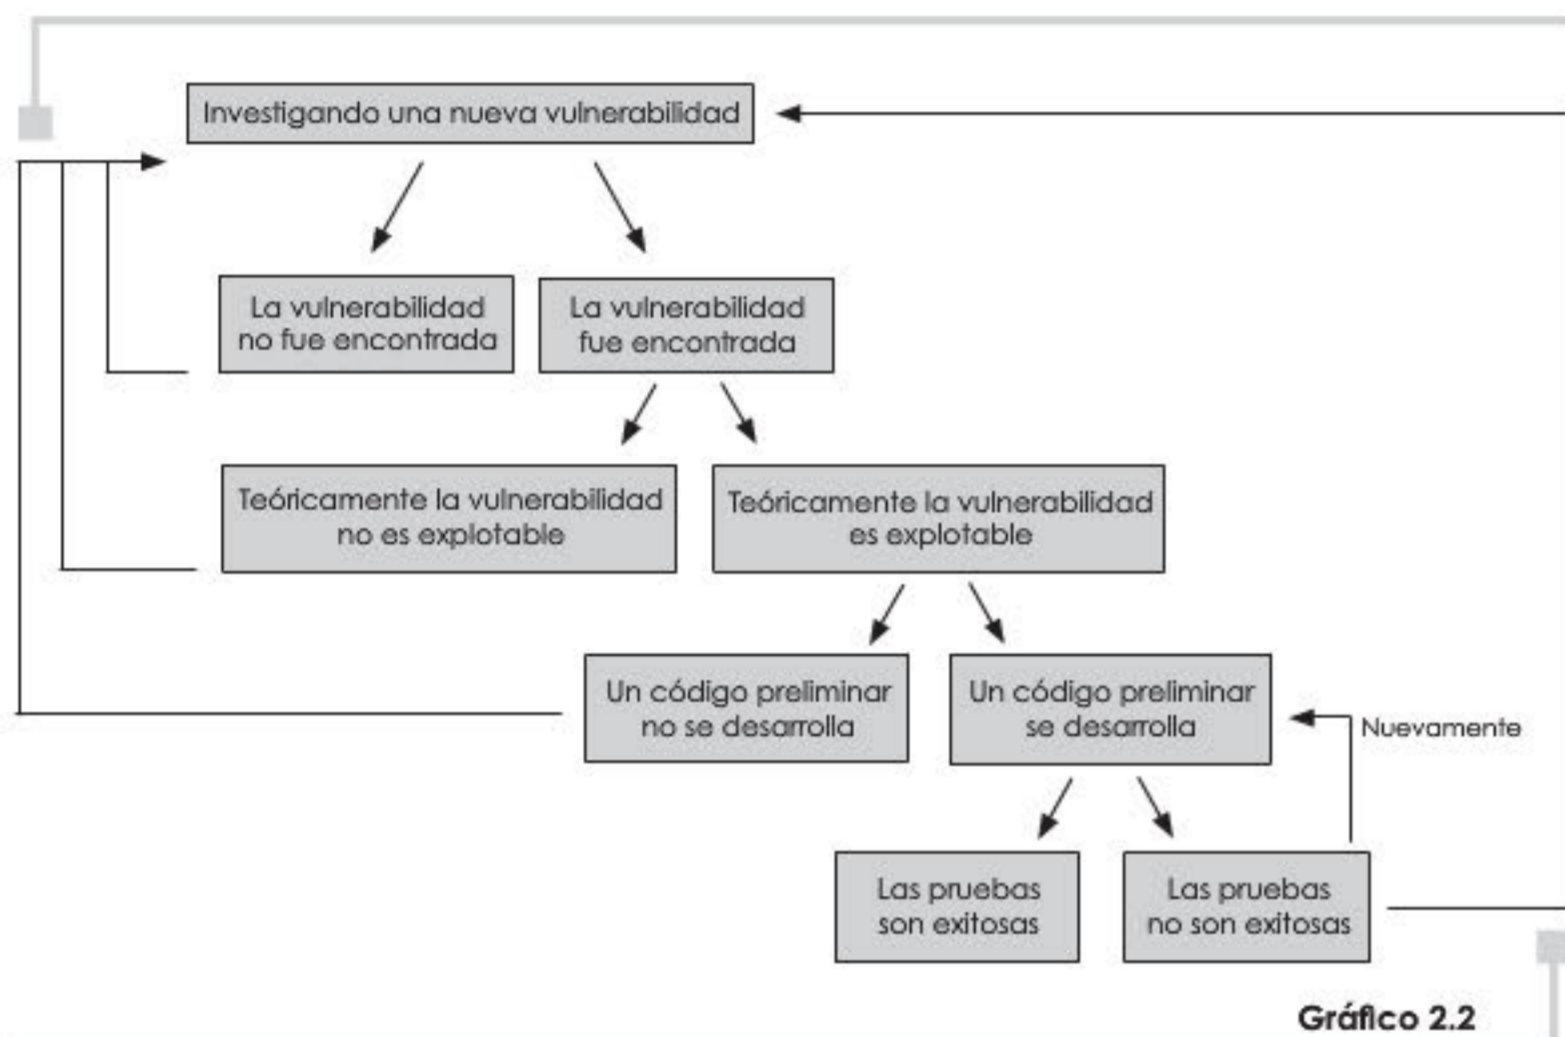 Investigando una nueva vulnerabilidad
La vulnerabilidad
no fue encontrada
La vulnerabilidad
fue encontrada
Teóricamente la vulnerabilidad
no es explotable
Teóricamente la vulnerabilidad
es explotable
Un código preliminar
no se desarrolla
Un código preliminar
se desarrolla
Nuevamente
Las pruebas
son exitosas
Las pruebas
no son exitosas
Gráfico 2.2